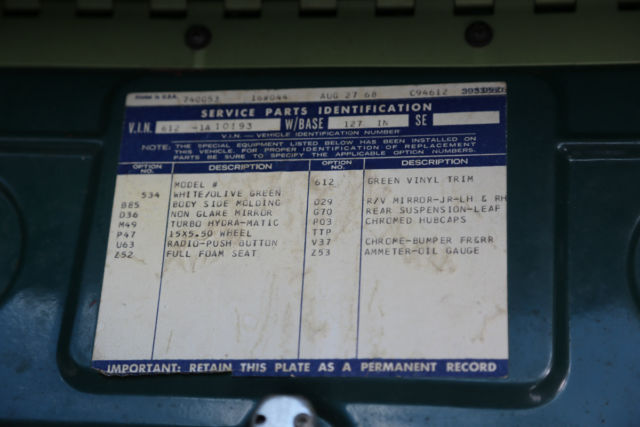 740053 16W044 AUG 27 68 C94612
SERVICE PARTS IDENTIFICATION
V.I.N. 612 -1A10193 W/BASE 127 IN SE
V.I.N. – VEHICLE IDENTIFICATION NUMBER
NOTE: THE SPECIAL EQUIPMENT LISTED BELOW HAS BEEN INSTALLED ON
THIS VEHICLE. FOR PROPER IDENTIFICATION OF REPLACEMENT
PARTS BE SURE TO SPECIFY THE APPLICABLE OPTION NUMBERS.
OPTION NO. DESCRIPTION OPTION NO. DESCRIPTION
MODEL # 612 GREEN VINYL TRIM
534 WHITE/OLIVE GREEN
B85 BODY SIDE MOLDING D29 R/V MIRROR-JR-LH & RH
D36 NON GLARE MIRROR G70 REAR SUSPENSION-LEAF
M49 TURBO HYDRA-MATIC P03 CHROMED HUBCAPS
P47 15X5.50 WHEEL TTP
U63 RADIO-PUSH BUTTON V37 CHROME-BUMPER FR&RR
Z52 FULL FOAM SEAT Z53 AMMETER-OIL GAUGE
IMPORTANT: RETAIN THIS PLATE AS A PERMANENT RECORD